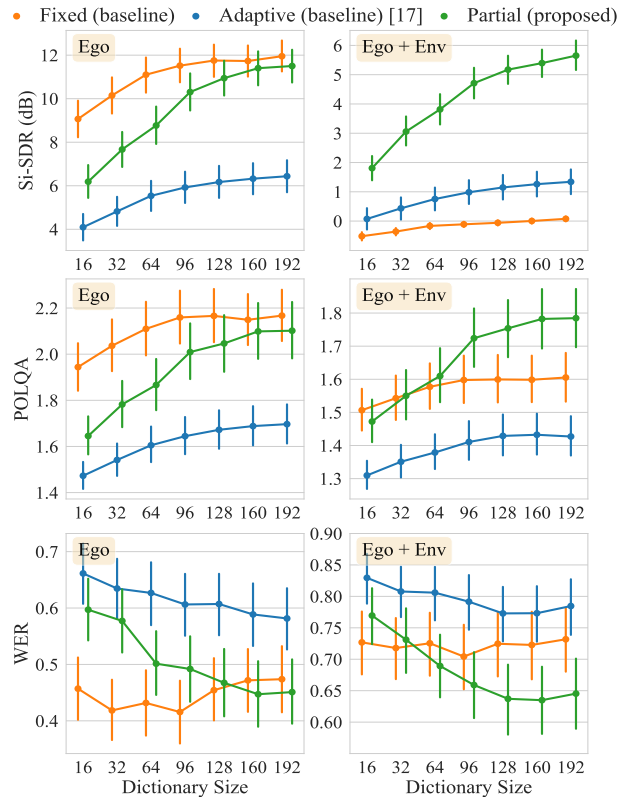 Fixed (baseline) Adaptive (baseline) [17] Partial (proposed)
Ego Ego + Env
Si-SDR (dB)
12
10
8
6
4
6
5
4
3
2
1
0
16 32 64 96 128 160 192
16 32 64 96 128 160 192
Ego Ego + Env
POLQA
2.2
2.0
1.8
1.6
1.4
1.8
1.7
1.6
1.5
1.4
1.3
16 32 64 96 128 160 192
16 32 64 96 128 160 192
Ego Ego + Env
WER
0.7
0.6
0.5
0.4
0.90
0.85
0.80
0.75
0.70
0.65
0.60
16 32 64 96 128 160 192
16 32 64 96 128 160 192
Dictionary Size Dictionary Size